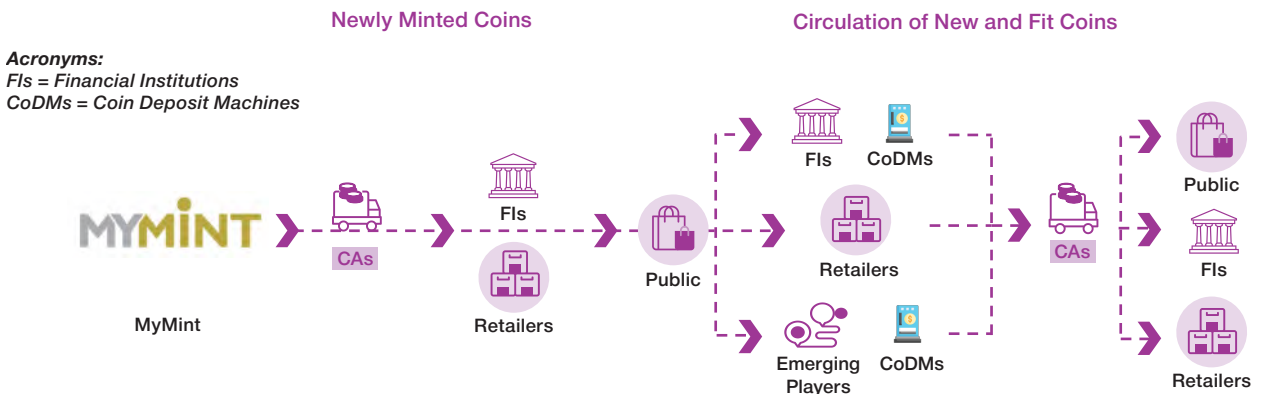 Newly Minted Coins
Circulation of New and Fit Coins
Acronyms:
FIs = Financial Institutions
CoDMs = Coin Deposit Machines
MYMINT
MyMint
CAs
FIs
Retailers
Public
FIs
CoDMs
Retailers
Emerging
Players
CoDMs
CAs
Public
FIs
Retailers